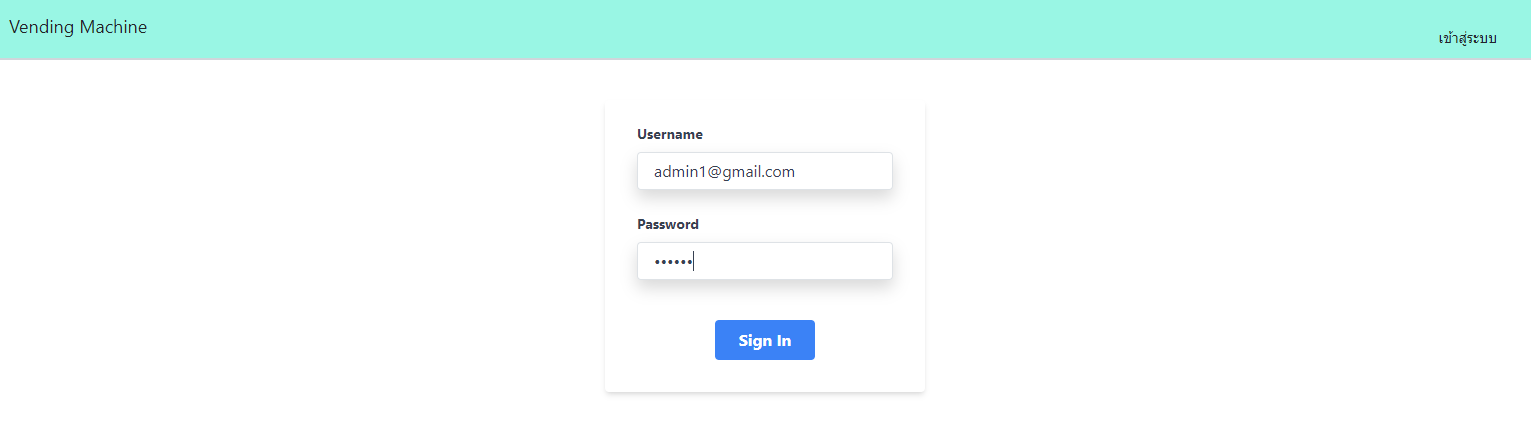 Vending Machine
เข้าสู่ระบบ
Username
admin1@gmail.com
Password
••••••
Sign In